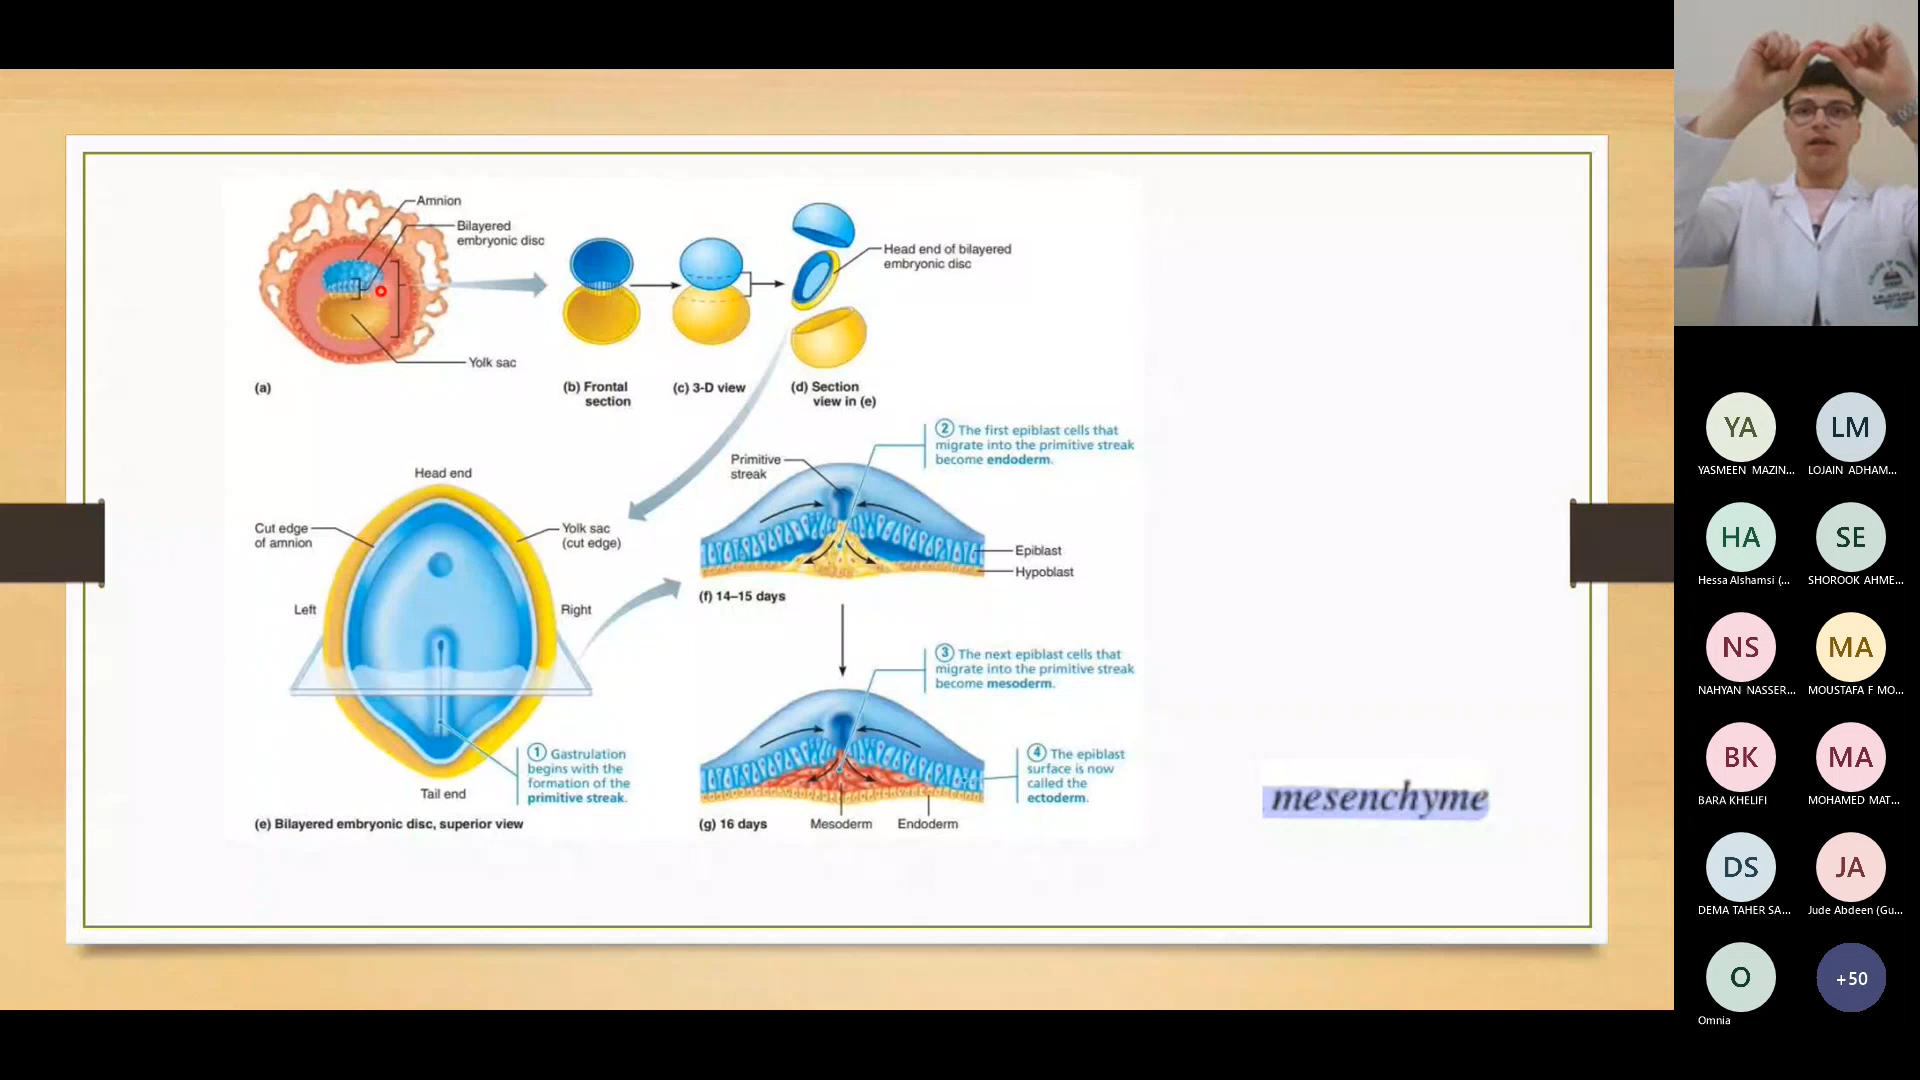 Amnion
Bilayered
embryonic disc
Yolk sac
(a)
(b) Frontal
section
(c) 3-D view
(d) Section
view in (e)
Head end of bilayered
embryonic disc
Head end
Cut edge
of amnion
Yolk sac
(cut edge)
Left
Right
Tail end
1 Gastrulation
begins with the
formation of the
primitive streak.
(e) Bilayered embryonic disc, superior view
2 The first epiblast cells that
migrate into the primitive streak
become endoderm.
Primitive
streak
Epiblast
Hypoblast
(f) 14–15 days
3 The next epiblast cells that
migrate into the primitive streak
become mesoderm.
4 The epiblast
surface is now
called the
ectoderm.
(g) 16 days
Mesoderm
Endoderm
mesenchyme
YA
YASMEEN MAZIN...
LM
LOJAIN ADHAM...
HA
Hessa Alshamsi (...
SE
SHOROOK AHME...
NS
NAHYAN NASSER...
MA
MOUSTAFA F MO...
BK
BARA KHELIFI
MA
MOHAMED MAT...
DS
DEMA TAHER SA...
JA
Jude Abdeen (Gu...
O
Omnia
+50